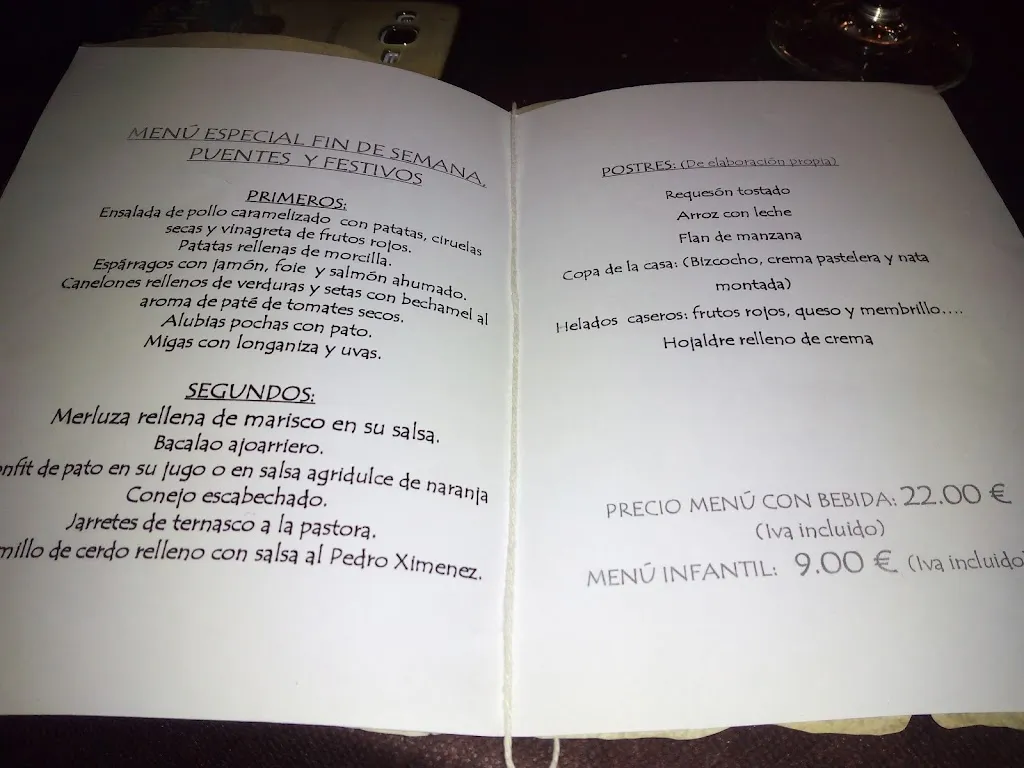 MENÚ ESPECIAL FIN DE SEMANA,
PUENTES Y FESTIVOS
PRIMEROS:
Ensalada de pollo caramelizado con patatas, ciruelas
secas y vinagreta de frutos rojos.
Patatas rellenas de morcilla.
Espárragos con jamón, foie y salmón ahumado.
Canelones rellenos de verduras y setas con bechamel al
aroma de paté de tomates secos.
Alubias pochas con pato.
Migas con longaniza y uvas.
SEGUNDOS:
Merluza rellena de marisco en su salsa.
Bacalao ajoarriero.
nfit de pato en su jugo o en salsa agridulce de naranja
Conejo escabechado.
Jarretes de ternasco a la pastora.
millo de cerdo relleno con salsa al Pedro Ximenez.
POSTRES: (De elaboración propia)
Requesón tostado
Arroz con leche
Flan de manzana
Copa de la casa: (Bizcocho, crema pastelera y nata
montada)
Helados caseros: frutos rojos, queso y membrillo....
Hojaldre relleno de crema
PRECIO MENÚ CON BEBIDA: 22.00 €
(Iva incluido)
MENÚ INFANTIL: 9.00 € (Iva incluido